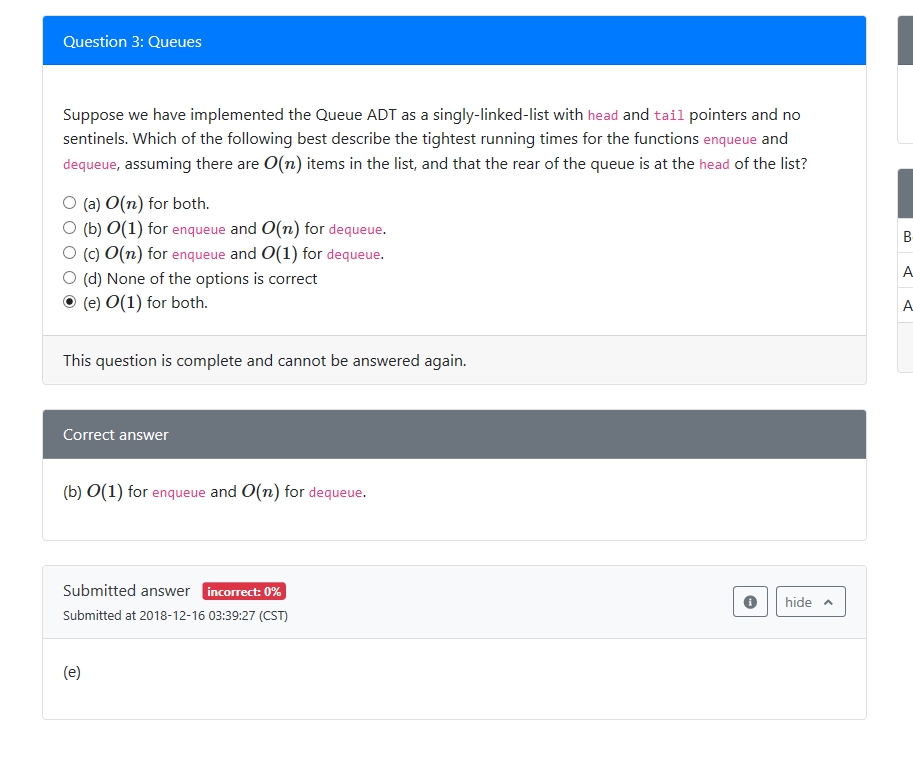 Question 3: Queues
Suppose we have implemented the Queue ADT as a singly-linked-list with head and tail pointers and no
sentinels. Which of the following best describe the tightest running times for the functions enqueue and
dequeue, assuming there are O(n) items in the list, and that the rear of the queue is at the head of the list?
(a) O(n) for both.
(b) O(1) for enqueue and O(n) for dequeue.
(c) O(n) for enqueue and O(1) for dequeue.
(d) None of the options is correct
(e) O(1) for both.
This question is complete and cannot be answered again.
Correct answer
(b) O(1) for enqueue and O(n) for dequeue.
Submitted answer incorrect: 0%
Submitted at 2018-12-16 03:39:27 (CST)
hide
(e)
B
A
A